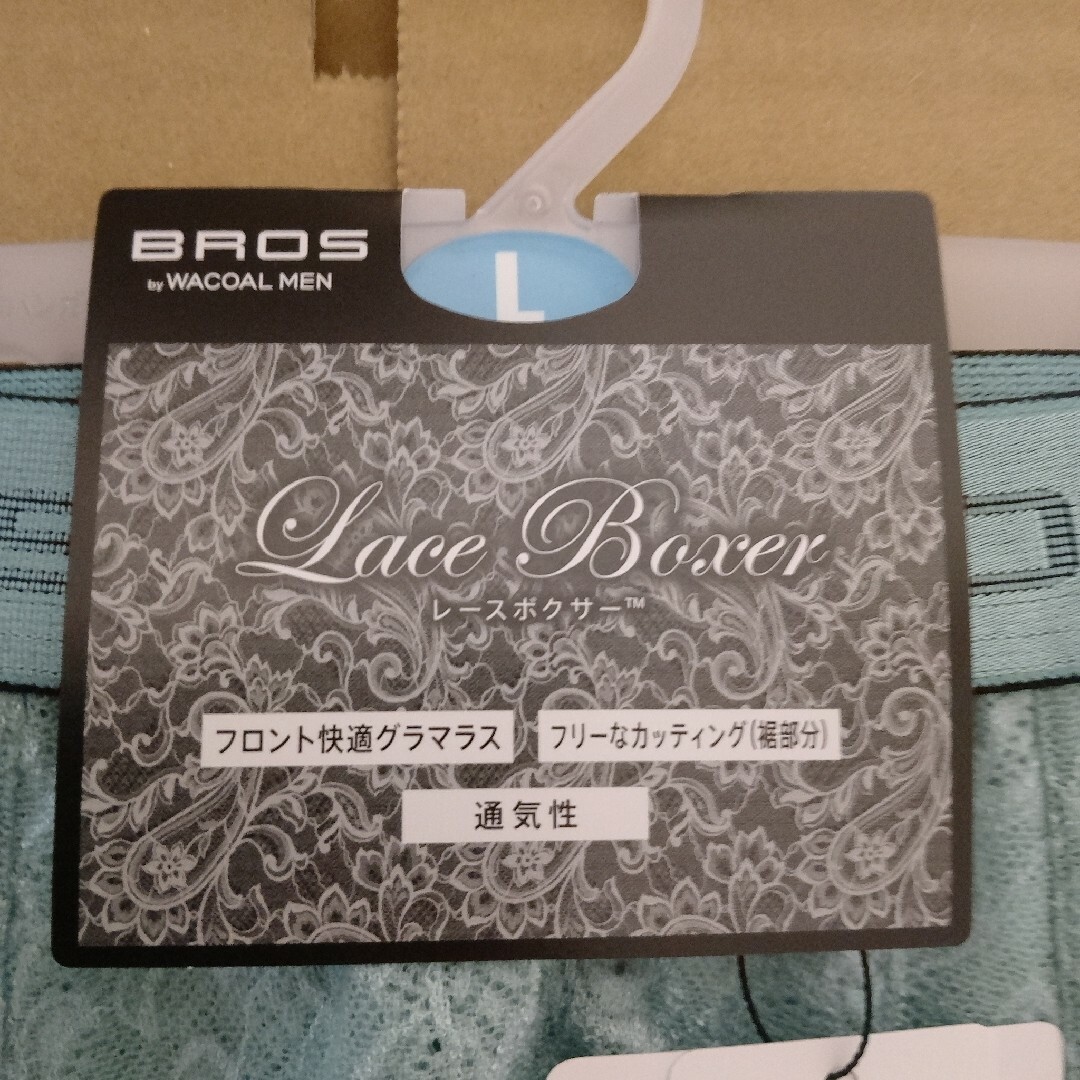 BROS
by WACOAL MEN
L
Lace Boxer
レースボクサー™
フロント快適グラマラス
フリーなカッティング(裾部分)
通気性